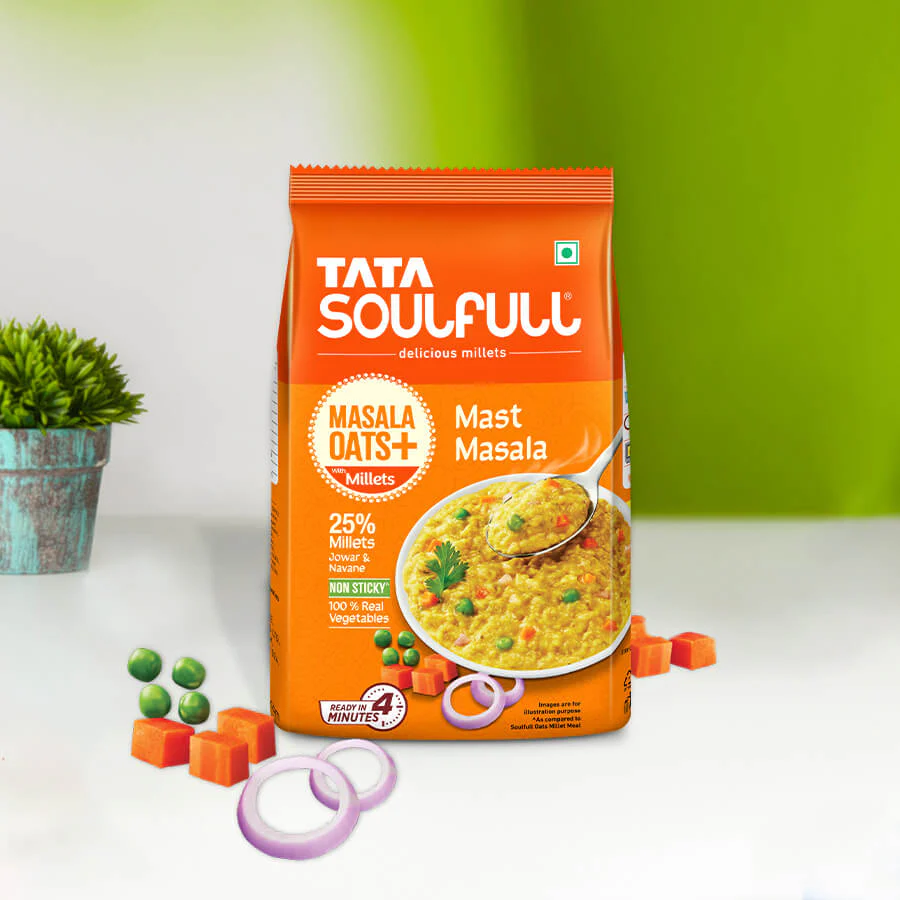 TATA
SOULFULL®
delicious millets
MASALA
OATS+
with
Millets
Mast
Masala
25%
Millets
Jowar &
Navane
NON STICKY^
100 % Real
Vegetables
READY IN
4
MINUTES
Images are for
illustration purpose
^As compared to
Soulfull Oats Millet Meal